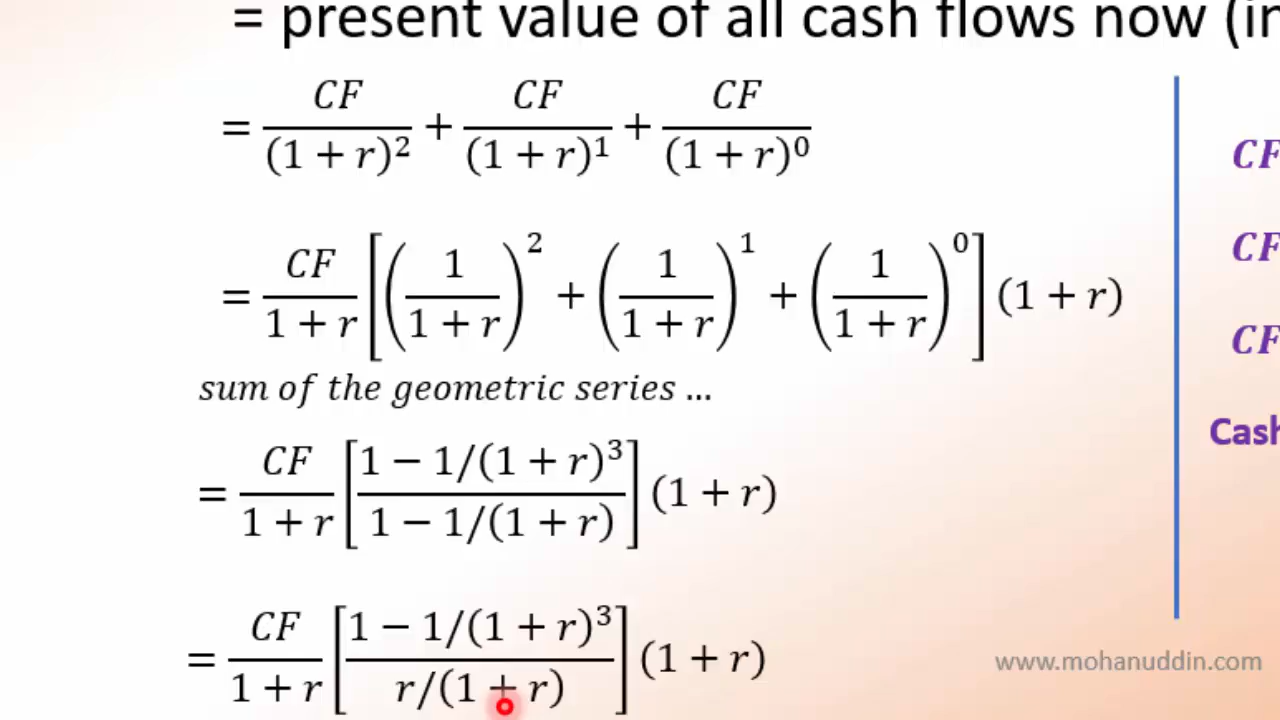 = present value of all cash flows now (in
= CF/(1 + r)² + CF/(1 + r)¹ + CF/(1 + r)⁰
= CF/1 + r [(1/1 + r)² + (1/1 + r)¹ + (1/1 + r)⁰] (1 + r)
sum of the geometric series ...
= CF/1 + r [1 − 1/(1 + r)³ / 1 − 1/(1 + r)] (1 + r)
= CF/1 + r [1 − 1/(1 + r)³ / r/(1 + r)] (1 + r)
CF
CF
CF
Cash
www.mohanuddin.com